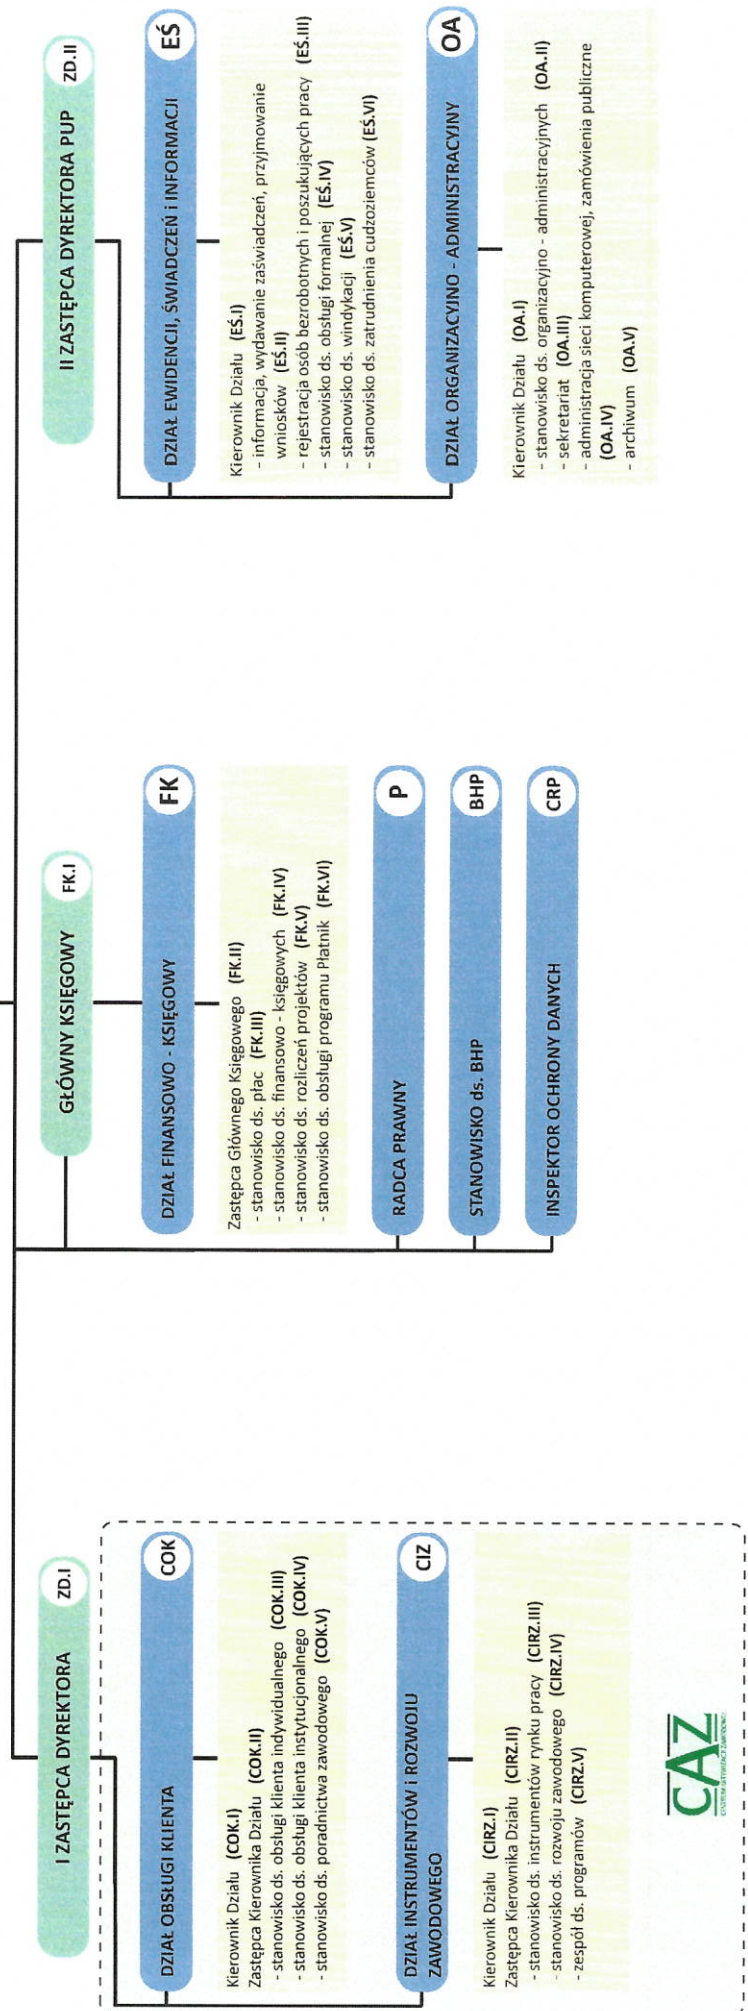 I ZASTĘPCA DYREKTORA ZD.I
DZIAŁ OBSŁUGI KLIENTA COK
Kierownik Działu (COK.I)
Zastępca Kierownika Działu (COK.II)
- stanowisko ds. obsługi klienta indywidualnego (COK.III)
- stanowisko ds. obsługi klienta instytucjonalnego (COK.IV)
- stanowisko ds. poradnictwa zawodowego (COK.V)
DZIAŁ INSTRUMENTÓW i ROZWOJU
ZAWODOWEGO
CIZ
Kierownik Działu (CIRZ.I)
Zastępca Kierownika Działu (CIRZ.II)
- stanowisko ds. instrumentów rynku pracy (CIRZ.III)
- stanowisko ds. rozwoju zawodowego (CIRZ.IV)
- zespół ds. programów (CIRZ.V)
CAZ
CENTRUM AKTYWIZACJI ZAWODOWEJ
GŁÓWNY KSIĘGOWY FK.I
DZIAŁ FINANSOWO - KSIĘGOWY FK
Zastępca Głównego Księgowego (FK.II)
- stanowisko ds. płac (FK.III)
- stanowisko ds. finansowo - księgowych (FK.IV)
- stanowisko ds. rozliczeń projektów (FK.V)
- stanowisko ds. obsługi programu Płatnik (FK.VI)
RADCA PRAWNY P
STANOWISKO ds. BHP BHP
INSPEKTOR OCHRONY DANYCH CRP
II ZASTĘPCA DYREKTORA PUP ZD.II
DZIAŁ EWIDENCJI, ŚWIADCZEŃ i INFORMACJI EŚ
Kierownik Działu (EŚ.I)
- informacja, wydawanie zaświadczeń, przyjmowanie
wniosków (EŚ.II)
- rejestracja osób bezrobotnych i poszukujących pracy (EŚ.III)
- stanowisko ds. obsługi formalnej (EŚ.IV)
- stanowisko ds. windykacji (EŚ.V)
- stanowisko ds. zatrudnienia cudzoziemców (EŚ.VI)
DZIAŁ ORGANIZACYJNO - ADMINISTRACYJNY OA
Kierownik Działu (OA.I)
- stanowisko ds. organizacyjno - administracyjnych (OA.II)
- sekretariat (OA.III)
- administracja sieci komputerowej, zamówienia publiczne
(OA.IV)
- archiwum (OA.V)